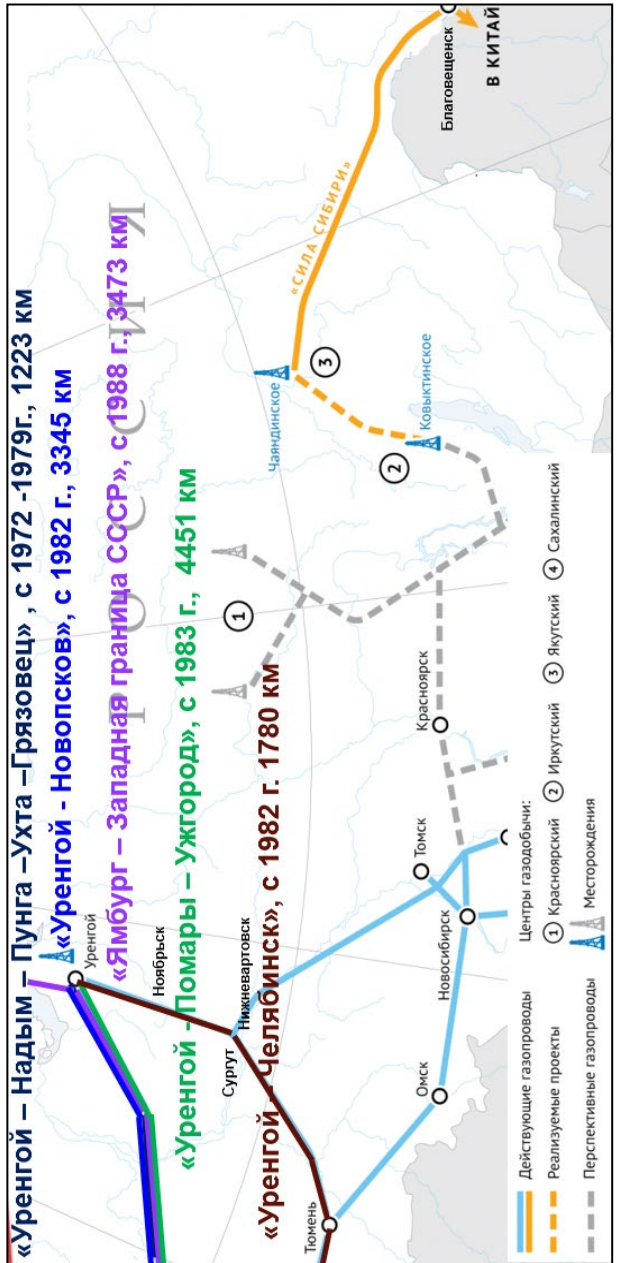 «Уренгой – Надым – Пунга –Ухта –Грязовец» , с 1972 -1979г., 1223 км
«Уренгой - Новопсков», с 1982 г., 3345 км
«Ямбург – Западная граница СССР», с 1988 г., 3473 км
РОССИЯ
«Уренгой – Помары – Ужгород», с 1983 г., 4451 км
«Уренгой – Челябинск», с 1982 г. 1780 км
Уренгой
Ноябрьск
Нижневартовск
Сургут
Тюмень
Омск
Новосибирск
Томск
Красноярск
1
Чаяндинское
3
2
Ковыктинское
«СИЛА СИБИРИ»
Благовещенск
В КИТАЙ
Действующие газопроводы
Реализуемые проекты
Перспективные газопроводы
Центры газодобычи:
1 Красноярский 2 Иркутский 3 Якутский 4 Сахалинский
Месторождения